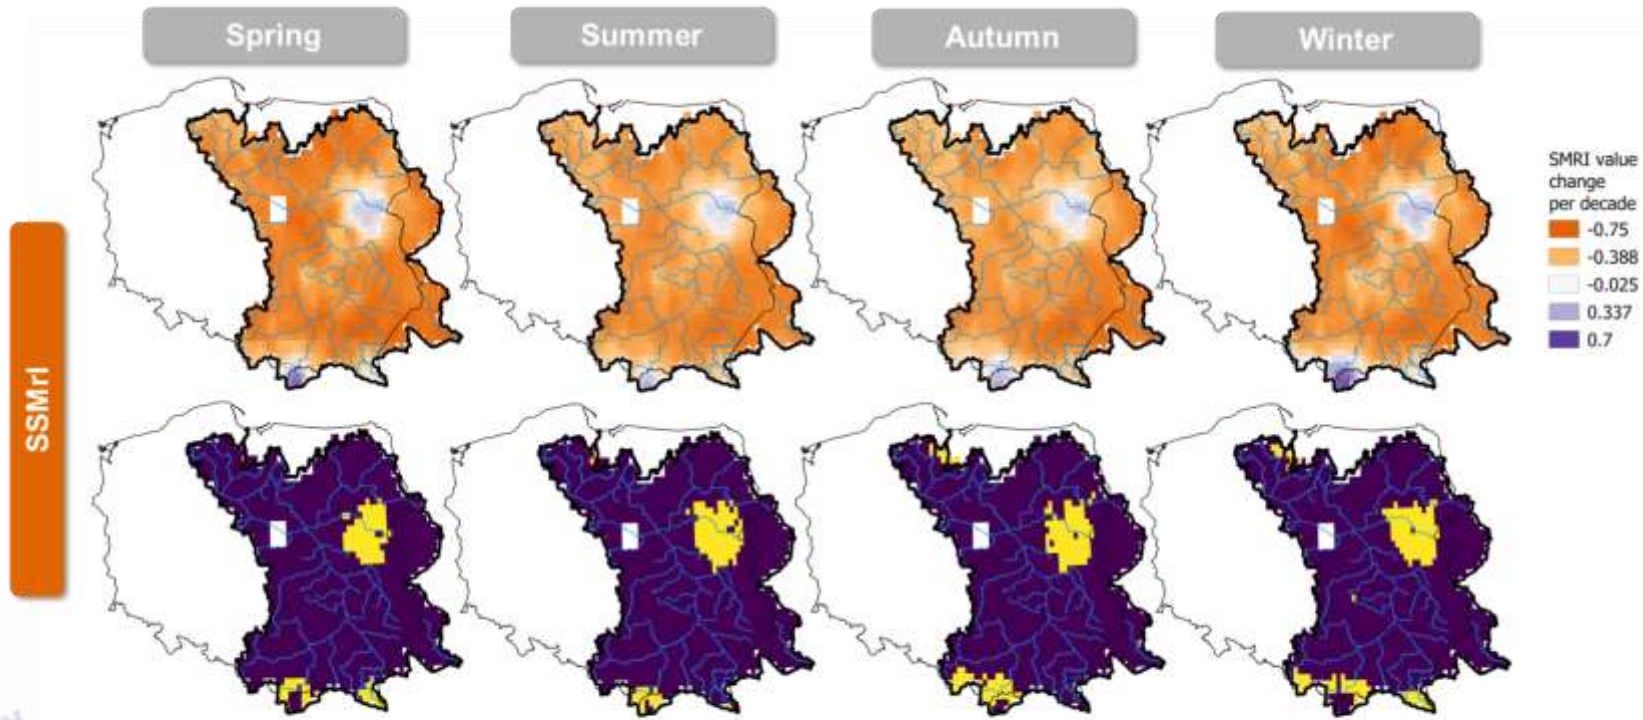 Spring
Summer
Autumn
Winter
SMRI value
change
per decade
-0.75
-0.388
-0.025
0.337
0.7
SSMrI